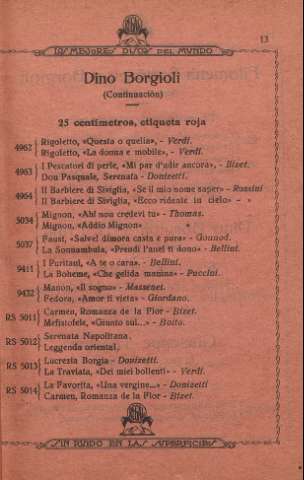 REGAL
13
LOS MEJORES DISCOS DEL MUNDO
Dino Borgioli
(Continuación)
25 centímetros, etiqueta roja
4962 { Rigoletto, «Questa o quella», - Verdi.
Rigoletto, «La donna e mobile», - Verdi.
4963 { I Pescatori di perle, «Mi par d'udir ancora», - Bizet.
Don Pasquale, Serenata - Donizetti.
4964 { Il Barbiere di Siviglia, «Se il mio nome saper» - Rossini
Il Barbiere di Siviglia, «Ecco ridente in cielo» - »
5034 { Mignon, «Ah! non credevi tu» - Thomas.
Mignon, «Addio Mignon» »
5037 { Faust, «Salve! dimora casta e pura» - Gounod.
La Sonnambula, «Prendi l'anel ti dono» - Bellini.
9411 { I Puritani, «A te o cara». - Bellini.
La Boheme, «Che gelida manina» - Puccini.
9432 { Manon, «Il sogno» - Massenet.
Fedora, «Amor ti vieta» - Giordano.
RS 5011 { Carmen, Romanza de la Flor - Bizet.
Mefistofele, «Giunto sul...» - Boito.
RS 5012 { Serenata Napolitana.
Leggenda oriental.
RS 5013 { Lucrezia Borgia - Donizetti.
La Traviata, «Dei miei bollenti» - Verdi.
RS 5014 { La Favorita, «Una vergine...» - Donizetti
Carmen, Romanza de la Flor - Bizet.
REGAL
SIN RUIDO EN LAS SUPERFICIES